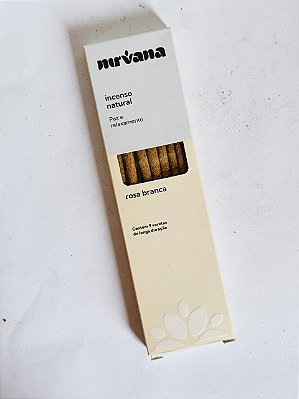 nirvana
incenso
natural
Paz e
relaxamento
rosa branca
Contém 9 varetas
de longa duração